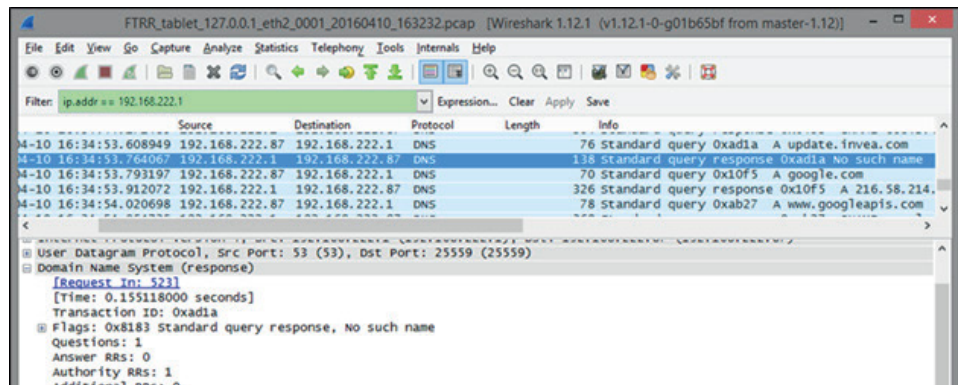 FTRR_tablet_127.0.0.1_eth2_0001_20160410_163232.pcap [Wireshark 1.12.1 (v1.12.1-0-g01b65bf from master-1.12)]
File Edit View Go Capture Analyze Statistics Telephony Tools Internals Help
Filter: ip.addr == 192.168.222.1 Expression... Clear Apply Save
Source Destination Protocol Length Info
04-10 16:34:53.608949 192.168.222.87 192.168.222.1 DNS 76 Standard query 0xad1a A update.invea.com
04-10 16:34:53.764067 192.168.222.1 192.168.222.87 DNS 138 Standard query response 0xad1a No such name
04-10 16:34:53.793197 192.168.222.87 192.168.222.1 DNS 70 Standard query 0x10f5 A google.com
04-10 16:34:53.912072 192.168.222.1 192.168.222.87 DNS 326 Standard query response 0x10f5 A 216.58.214.
04-10 16:34:54.020698 192.168.222.87 192.168.222.1 DNS 78 Standard query 0xab27 A www.googleapis.com
User Datagram Protocol, Src Port: 53 (53), Dst Port: 25559 (25559)
Domain Name System (response)
[Request In: 523]
[Time: 0.155118000 seconds]
Transaction ID: 0xad1a
Flags: 0x8183 Standard query response, No such name
Questions: 1
Answer RRs: 0
Authority RRs: 1